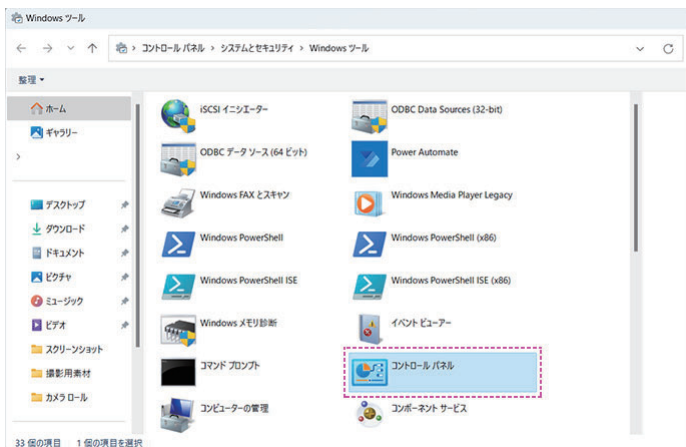 Windows ツール
コントロール パネル › システムとセキュリティ › Windows ツール
整理
ホーム
ギャラリー
デスクトップ
ダウンロード
ドキュメント
ピクチャ
ミュージック
ビデオ
スクリーンショット
撮影用素材
カメラ ロール
iSCSI イニシエーター
ODBC Data Sources (32-bit)
ODBC データ ソース (64 ビット)
Power Automate
Windows FAX とスキャン
Windows Media Player Legacy
Windows PowerShell
Windows PowerShell (x86)
Windows PowerShell ISE
Windows PowerShell ISE (x86)
Windows メモリ診断
イベント ビューアー
コマンド プロンプト
コントロール パネル
コンピューターの管理
コンポーネント サービス
33 個の項目 1 個の項目を選択